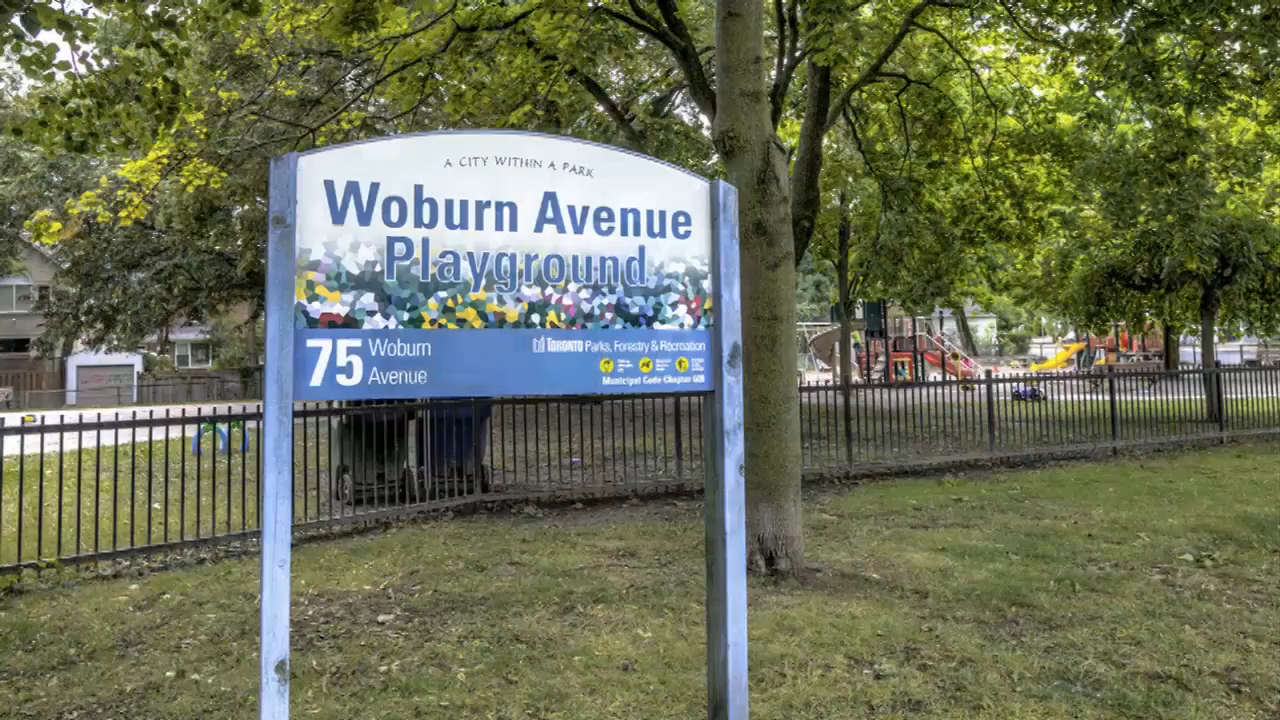 A CITY WITHIN A PARK
Woburn Avenue
Playground
75 Woburn
Avenue
TORONTO Parks, Forestry & Recreation
Municipal Code Chapter 608